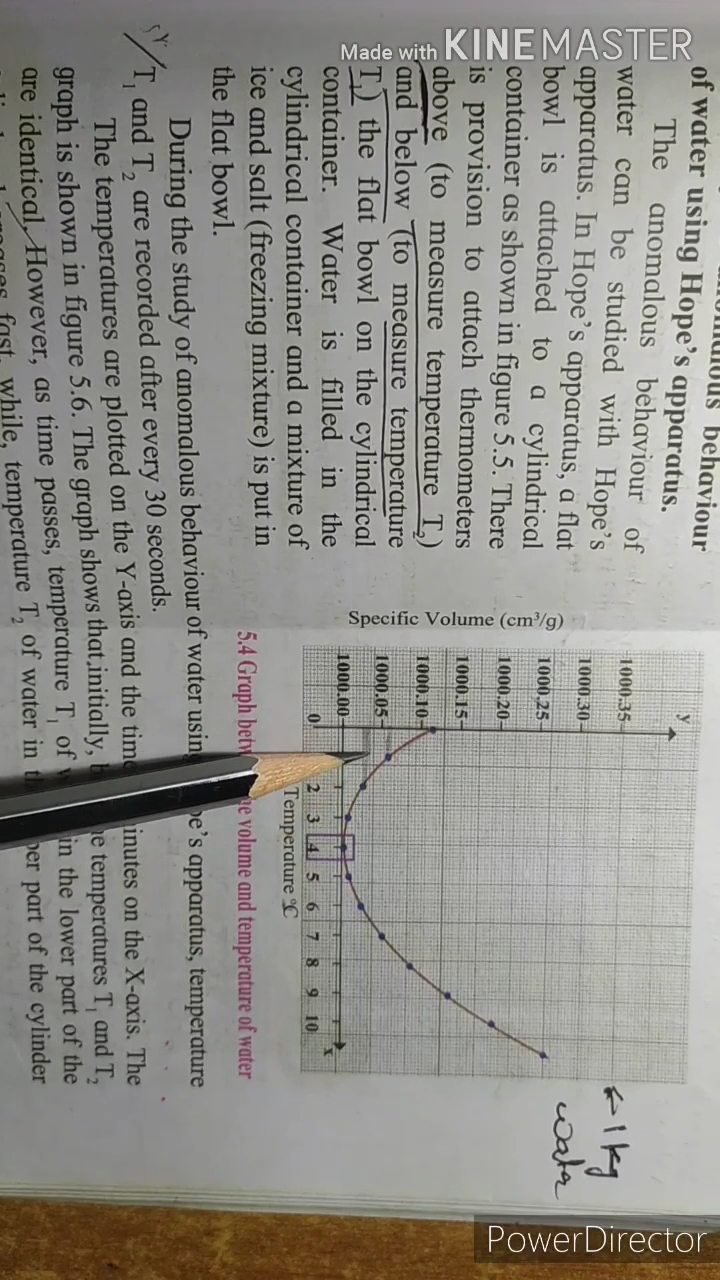 Made with KINEMASTER
behaviour
of water using Hope's apparatus.
The anomalous behaviour of
water can be studied with Hope's
apparatus. In Hope's apparatus, a flat
bowl is attached to a cylindrical
container as shown in figure 5.5. There
is provision to attach thermometers
above (to measure temperature T₂)
and below (to measure temperature
T₁) the flat bowl on the cylindrical
container. Water is filled in the
cylindrical container and a mixture of
ice and salt (freezing mixture) is put in
the flat bowl.
Specific Volume (cm³/g)
y
1000.35
1000.30
1000.25
1000.20
1000.15
1000.10
1000.05
1000.00
0 2 3 4 5 6 7 8 9 10
x
Temperature °C
← 1 kg
water
5.4 Graph volume and temperature of water
During the study of anomalous behaviour of water using apparatus, temperature
T₁ and T₂ are recorded after every 30 seconds.
The temperatures are plotted on the Y-axis and the time minutes on the X-axis. The
graph is shown in figure 5.6. The graph shows that, initially, temperatures T₁ and T₂
are identical. However, as time passes, temperature T₁ of in the lower part of the
fast, while, temperature T₂ of water in part of the cylinder
PowerDirector